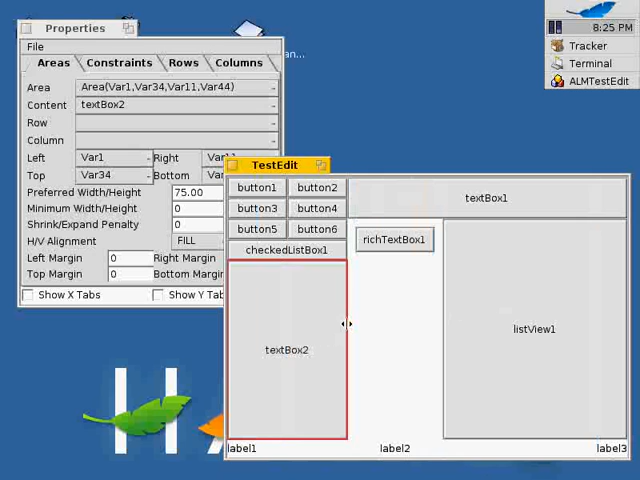 Properties
File
Areas Constraints Rows Columns
Area Area(Var1,Var34,Var11,Var44)
Content textBox2
Row
Column
Left Var1 Right
Top Var34 Bottom
Preferred Width/Height 75.00
Minimum Width/Height 0
Shrink/Expand Penalty 0
H/V Alignment FILL
Left Margin 0 Right Margin
Top Margin 0 Bottom Margin
Show X Tabs Show Y
an...
8:25 PM
Tracker
Terminal
ALMTestEdit
TestEdit
button1 button2
button3 button4
button5 button6
checkedListBox1
textBox1
richTextBox1
textBox2
listView1
label1 label2 label3